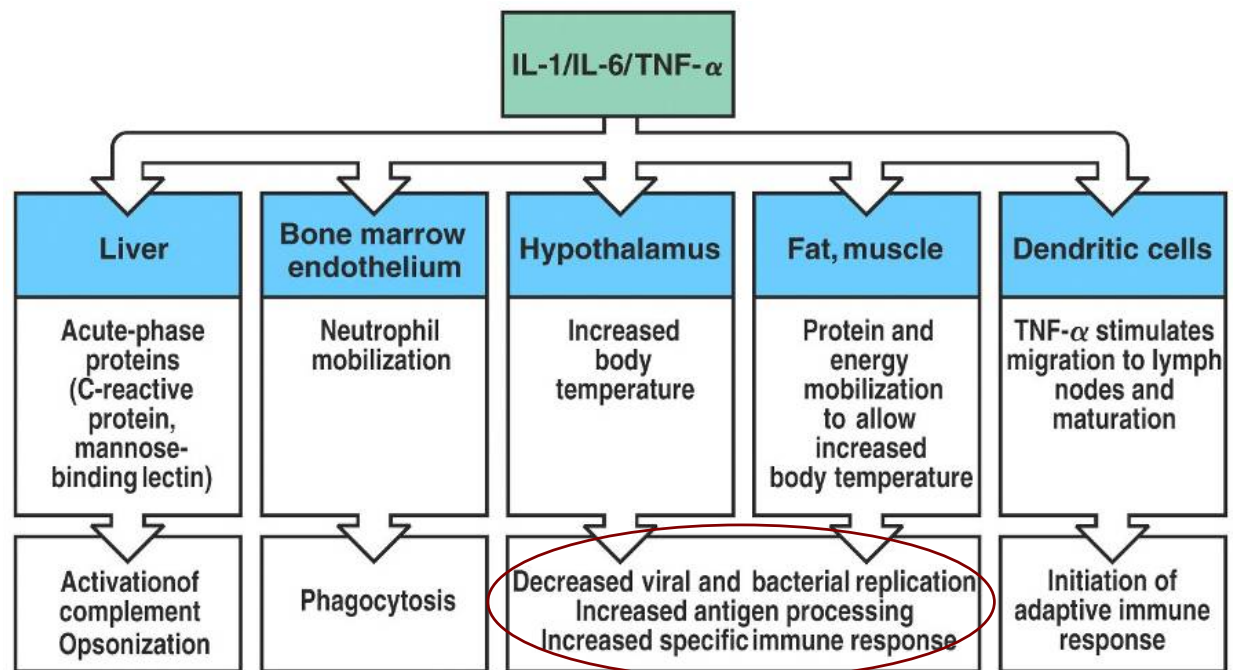 IL-1/IL-6/TNF-α
Liver
Bone marrow
endothelium
Hypothalamus
Fat, muscle
Dendritic cells
Acute-phase
proteins
(C-reactive
protein,
mannose-
binding lectin)
Neutrophil
mobilization
Increased
body
temperature
Protein and
energy
mobilization
to allow
increased
body temperature
TNF-α stimulates
migration to lymph
nodes and
maturation
Activationof
complement
Opsonization
Phagocytosis
Decreased viral and bacterial replication
Increased antigen processing
Increased specific immune response
Initiation of
adaptive immune
response